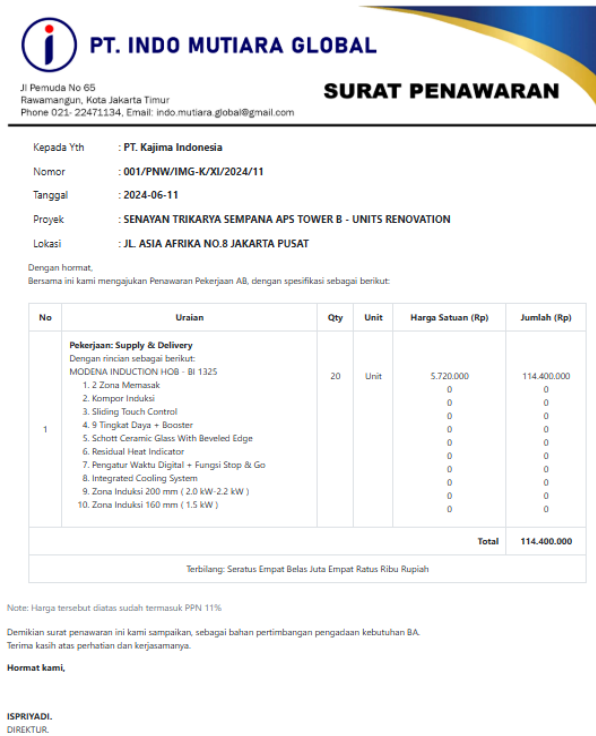 i PT. INDO MUTIARA GLOBAL
Jl Pemuda No 65
Rawamangun, Kota Jakarta Timur
Phone 021- 22471134, Email: indo.mutiara.global@gmail.com
SURAT PENAWARAN
Kepada Yth : PT. Kajima Indonesia
Nomor : 001/PNW/IMG-K/XI/2024/11
Tanggal : 2024-06-11
Proyek : SENAYAN TRIKARYA SEMPANA APS TOWER B - UNITS RENOVATION
Lokasi : JL. ASIA AFRIKA NO.8 JAKARTA PUSAT
Dengan hormat,
Bersama ini kami mengajukan Penawaran Pekerjaan AB, dengan spesifikasi sebagai berikut:
No Uraian Qty Unit Harga Satuan (Rp) Jumlah (Rp)
Pekerjaan: Supply & Delivery
Dengan rincian sebagai berikut:
MODENA INDUCTION HOB - BI 1325 20 Unit 5.720.000 114.400.000
1. 2 Zona Memasak 0 0
2. Kompor Induksi 0 0
3. Sliding Touch Control 0 0
1 4. 9 Tingkat Daya + Booster 0 0
5. Schott Ceramic Glass With Beveled Edge 0 0
6. Residual Heat Indicator 0 0
7. Pengatur Waktu Digital + Fungsi Stop & Go 0 0
8. Integrated Cooling System 0 0
9. Zona Induksi 200 mm ( 2.0 kW-2.2 kW ) 0 0
10. Zona Induksi 160 mm ( 1.5 kW ) 0 0
Total 114.400.000
Terbilang: Seratus Empat Belas Juta Empat Ratus Ribu Rupiah
Note: Harga tersebut diatas sudah termasuk PPN 11%
Demikian surat penawaran ini kami sampaikan, sebagai bahan pertimbangan pengadaan kebutuhan BA.
Terima kasih atas perhatian dan kerjasamanya.
Hormat kami,
ISPRIYADI.
DIREKTUR.